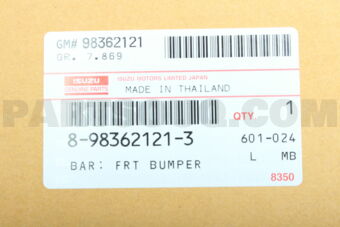 GM# 98362121
GR. 7.869
ISUZU
GENUINE PARTS
ISUZU MOTORS LIMITED JAPAN
MADE IN THAILAND
QTY. 1
8-98362121-3
601-024
BAR: FRT BUMPER
L MB
8350